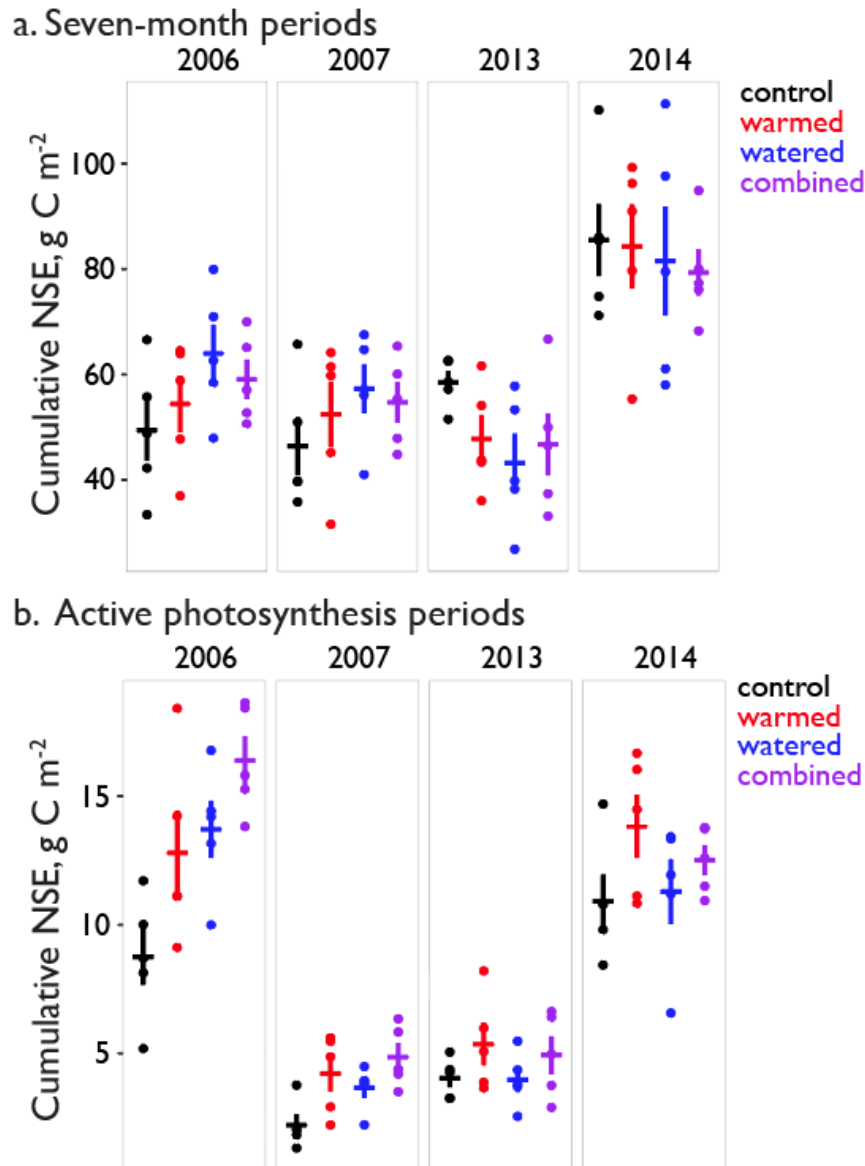 a. Seven-month periods
2006 2007 2013 2014
control
warmed
watered
combined
Cumulative NSE, g C m⁻²
100
80
60
40
b. Active photosynthesis periods
2006 2007 2013 2014
control
warmed
watered
combined
Cumulative NSE, g C m⁻²
15
10
5